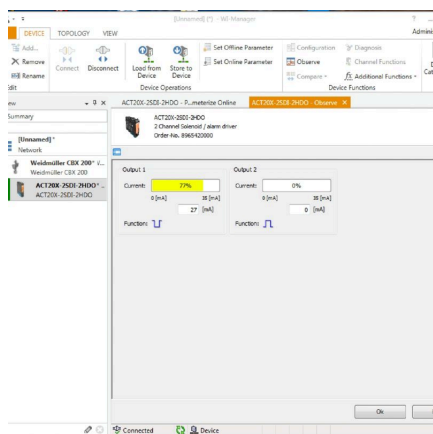 [Unnamed] (*) - WI-Manager
DEVICE TOPOLOGY VIEW
Add...
Remove
Rename
Connect
Disconnect
Load from Device
Store to Device
Set Offline Parameter
Set Online Parameter
Configuration
Observe
Compare
Diagnosis
Channel Functions
Additional Functions
Device Operations
Device Functions
ACT20X-2SDI-2HDO - P...meterize Online
ACT20X-2SDI-2HDO - Observe
Summary
[Unnamed]*
Network
Weidmüller CBX 200*
Weidmüller CBX 200
ACT20X-2SDI-2HDO*
ACT20X-2SDI-2HDO
ACT20X-2SDI-2HDO
2 Channel Solenoid / alarm driver
Order-No. 8965420000
Output 1
Current: 77%
0 [mA] 35 [mA]
27 [mA]
Function:
Output 2
Current: 0%
0 [mA] 35 [mA]
0 [mA]
Function:
Ok
Connected
Device